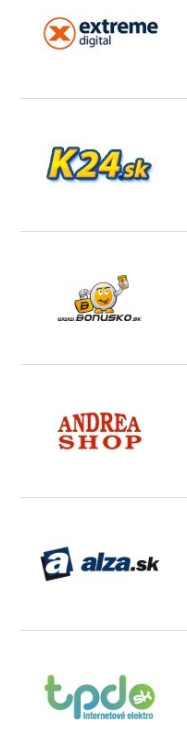 extreme
digital
K24.sk
www.BONUSKO.sk
ANDREA
SHOP
a alza.sk
tpd sk
internetové elektro